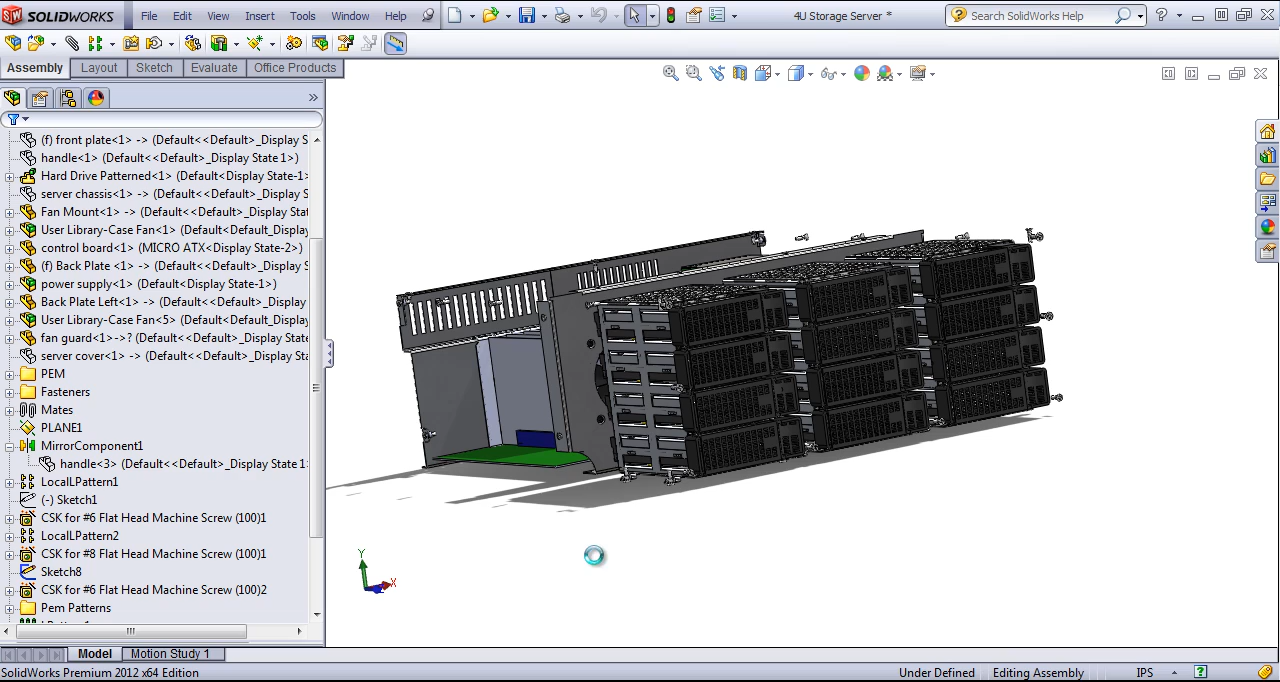 SOLIDWORKS File Edit View Insert Tools Window Help 4U Storage Server * Search SolidWorks Help
Assembly Layout Sketch Evaluate Office Products
(f) front plate<1> -> (Default<<Default>_Display S
handle<1> (Default<<Default>_Display State 1>)
Hard Drive Patterned<1> (Default<Display State-1>
server chassis<1> -> (Default<<Default>_Display
Fan Mount<1> -> (Default<<Default>_Display Stat
User Library-Case Fan<1> (Default<Default_Display
control board<1> (MICRO ATX<Display State-2>)
(f) Back Plate <1> -> (Default<<Default>_Display S
power supply<1> (Default<Display State-1>)
Back Plate Left<1> -> (Default<<Default>_Display
User Library-Case Fan<5> (Default<Default_Display
fan guard<1>->? (Default<<Default>_Display State
server cover<1> -> (Default<<Default>_Display Sta
PEM
Fasteners
Mates
PLANE1
MirrorComponent1
handle<3> (Default<<Default>_Display State 1
LocalLPattern1
(-) Sketch1
CSK for #6 Flat Head Machine Screw (100)1
LocalLPattern2
CSK for #8 Flat Head Machine Screw (100)1
Sketch8
CSK for #6 Flat Head Machine Screw (100)2
Pem Patterns
Y
X
Model Motion Study 1
SolidWorks Premium 2012 x64 Edition Under Defined Editing Assembly IPS